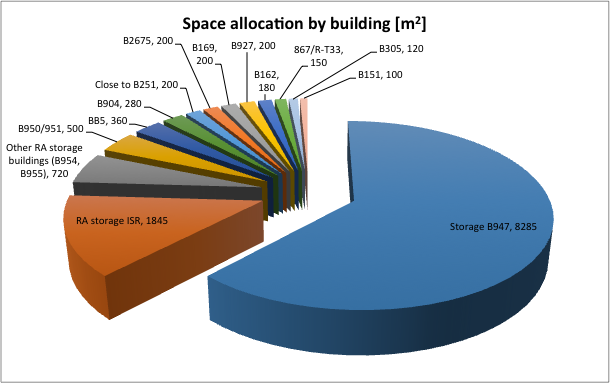 Space allocation by building [m²]
B2675, 200
B169,
200
B927, 200
867/R-T33,
150
B305, 120
B162,
180
B151, 100
Close to B251, 200
B904, 280
BB5, 360
B950/951, 500
Other RA storage
buildings (B954,
B955), 720
RA storage ISR, 1845
Storage B947, 8285